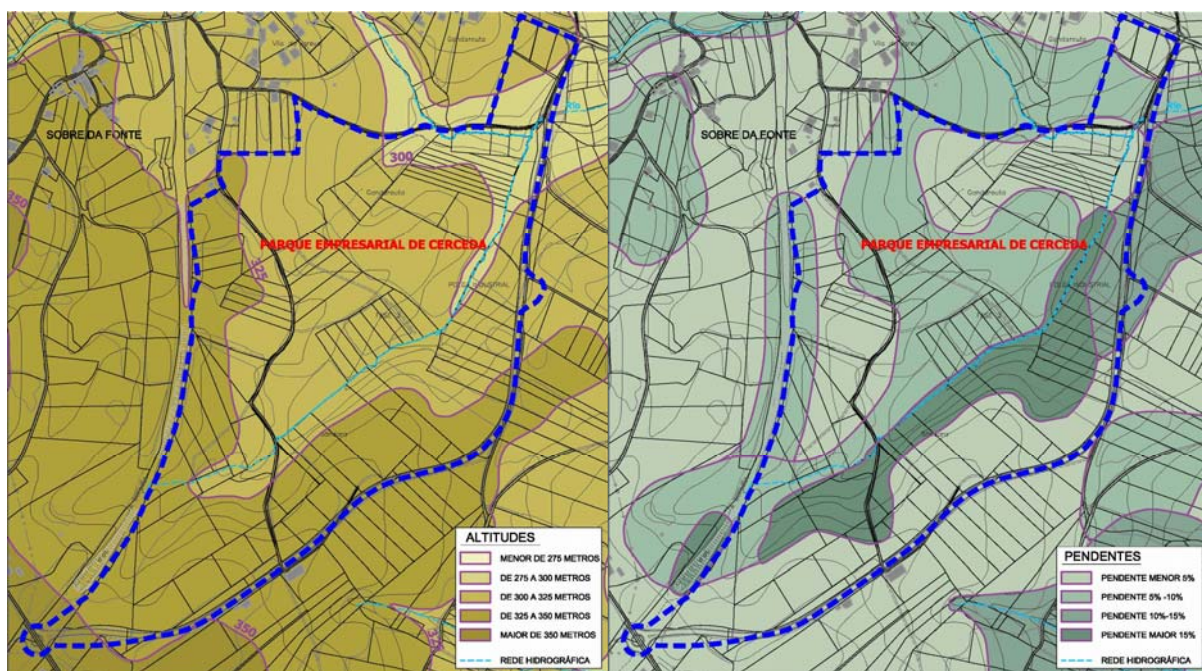 SOBRE DA FONTE
300
350
325
PARQUE EMPRESARIAL DE CERCEDA
350
ALTITUDES
MENOR DE 275 METROS
DE 275 A 300 METROS
DE 300 A 325 METROS
DE 325 A 350 METROS
MAIOR DE 350 METROS
REDE HIDROGRÁFICA
Río
SOBRE DA FONTE
PARQUE EMPRESARIAL DE CERCEDA
PENDENTES
PENDENTE MENOR 5%
PENDENTE 5% -10%
PENDENTE 10%-15%
PENDENTE MAIOR 15%
REDE HIDROGRÁFICA